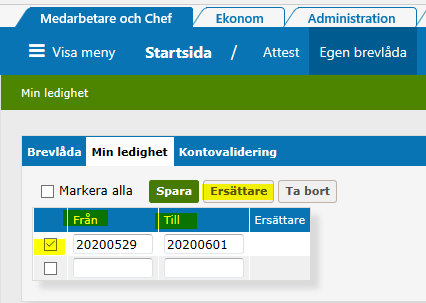 Medarbetare och Chef Ekonom Administration
Visa meny Startsida / Attest Egen brevlåda
Min ledighet
Brevlåda Min ledighet Kontovalidering
Markera alla Spara Ersättare Ta bort
Från Till Ersättare
20200529 20200601